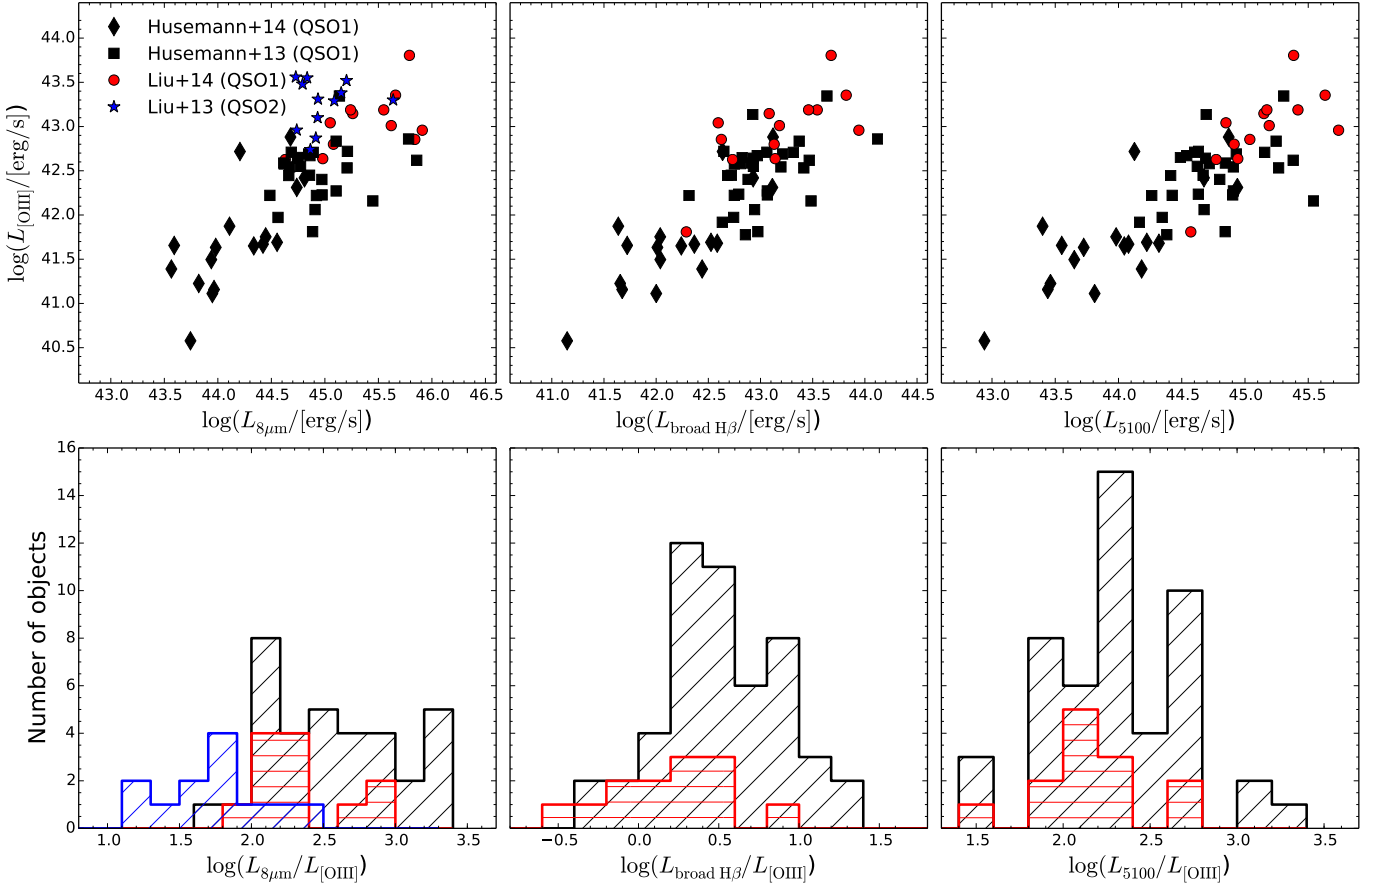 44.0
43.5
43.0
42.5
42.0
41.5
41.0
40.5
log(L[OIII]/[erg/s])
Husemann+14 (QSO1)
Husemann+13 (QSO1)
Liu+14 (QSO1)
Liu+13 (QSO2)
43.0 43.5 44.0 44.5 45.0 45.5 46.0 46.5
log(L8μm/[erg/s])
41.0 41.5 42.0 42.5 43.0 43.5 44.0 44.5
log(Lbroad Hβ/[erg/s])
43.0 43.5 44.0 44.5 45.0 45.5
log(L5100/[erg/s])
16
14
12
10
8
6
4
2
0
Number of objects
1.0 1.5 2.0 2.5 3.0
log(L8μm/L[OIII])
−0.5 0.0 0.5 1.0 1.5
log(Lbroad Hβ/L[OIII])
1.5 2.0 2.5 3.0 3.5
log(L5100/L[OIII])